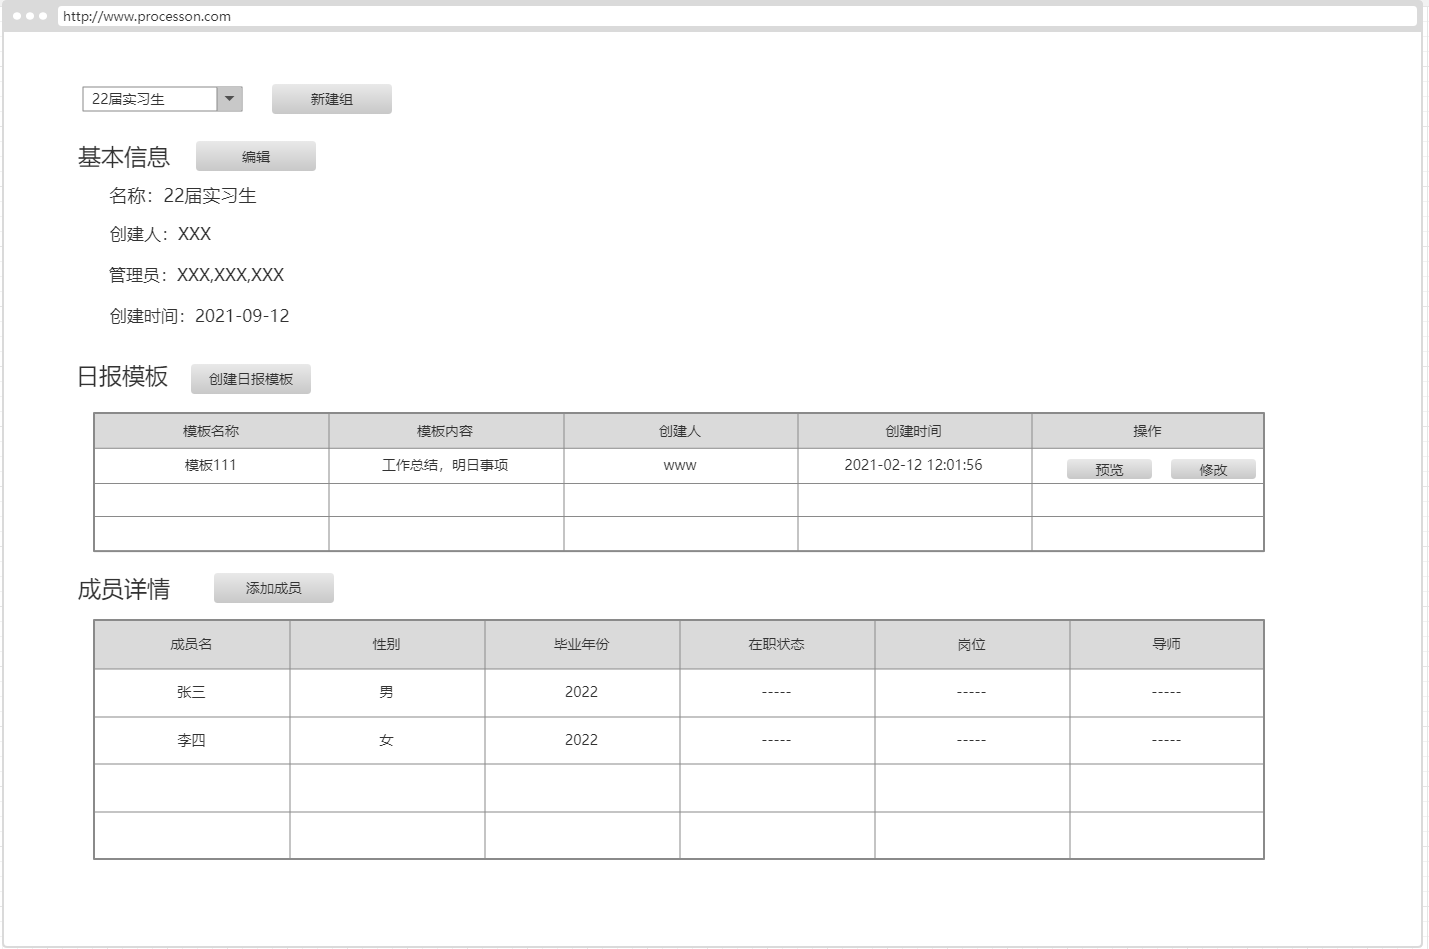 http://www.processon.com
22届实习生 新建组
基本信息 编辑
名称：22届实习生
创建人：XXX
管理员：XXX,XXX,XXX
创建时间：2021-09-12
日报模板 创建日报模板
模板名称 模板内容 创建人 创建时间 操作
模板111 工作总结，明日事项 www 2021-02-12 12:01:56 预览 修改
成员详情 添加成员
成员名 性别 毕业年份 在职状态 岗位 导师
张三 男 2022 ----- ----- -----
李四 女 2022 ----- ----- -----